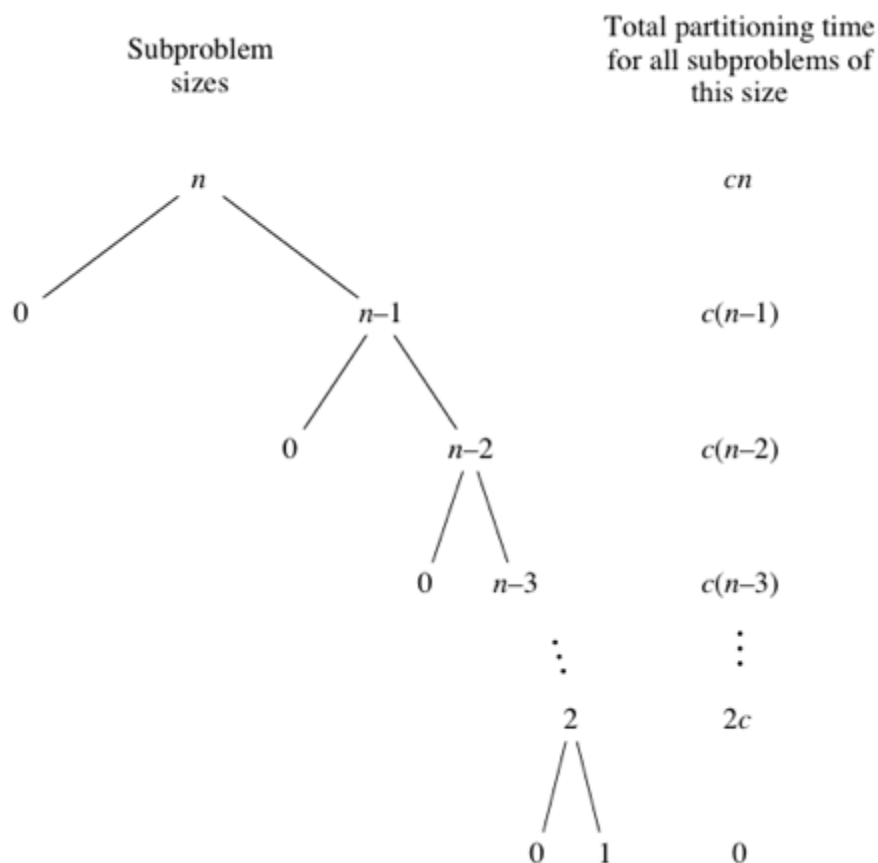 Subproblem
sizes
Total partitioning time
for all subproblems of
this size
n
cn
0
n–1
c(n–1)
0
n–2
c(n–2)
0
n–3
c(n–3)
2
2c
0
1
0